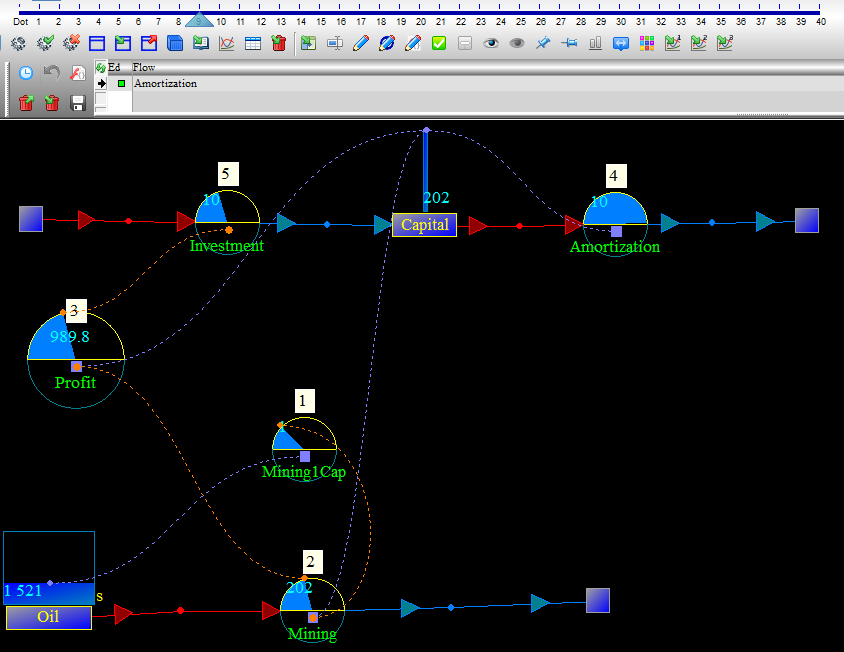 Dot 1 2 3 4 5 6 7 8 9 10 11 12 13 14 15 16 17 18 19 20 21 22 23 24 25 26 27 28 29 30 31 32 33 34 35 36 37 38 39 40
1 2 3
Ed Flow
Amortization
5
4
10
202
10
Capital
Investment
Amortization
3
989.8
Profit
1
Mining1Cap
2
1 521
202
s
Oil
Mining